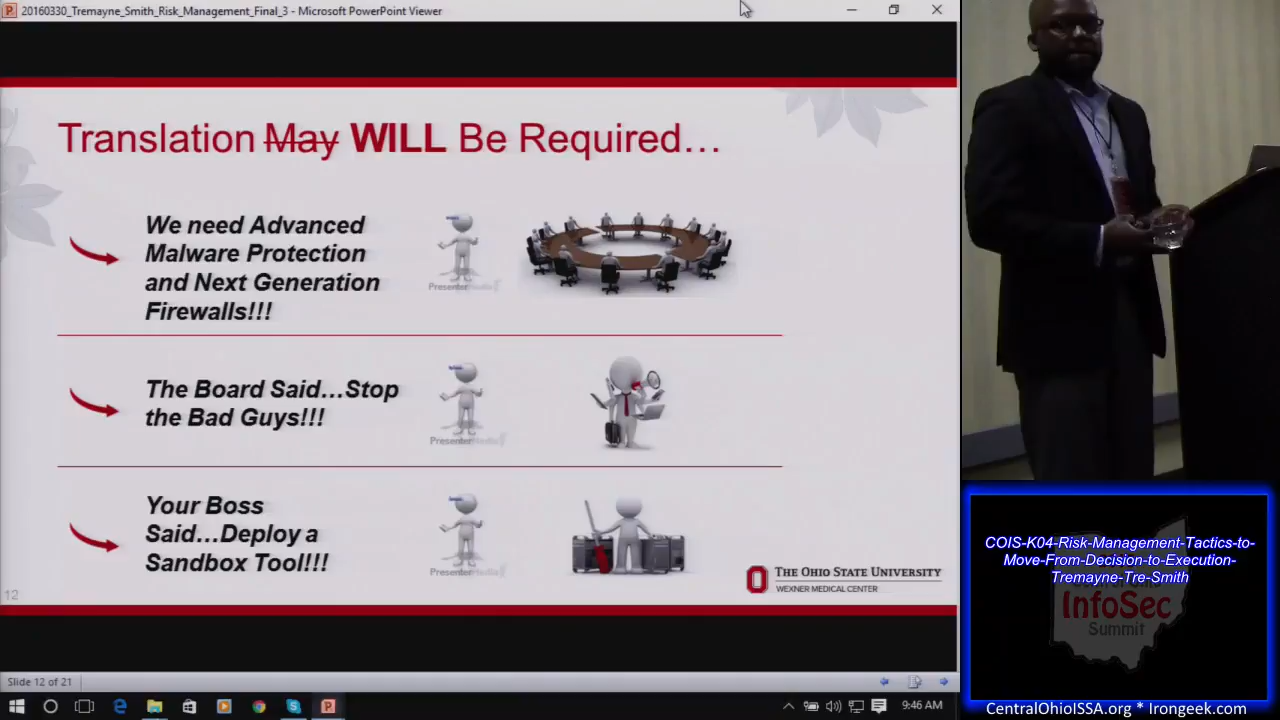 20160330_Tremayne_Smith_Risk_Management_Final_3 - Microsoft PowerPoint Viewer
Translation May WILL Be Required…
We need Advanced
Malware Protection
and Next Generation
Firewalls!!!
The Board Said…Stop
the Bad Guys!!!
Your Boss
Said…Deploy a
Sandbox Tool!!!
PresenterMedia
PresenterMedia
PresenterMedia
THE OHIO STATE UNIVERSITY
WEXNER MEDICAL CENTER
12
Slide 12 of 21
9:46 AM
COIS-K04-Risk-Management-Tactics-to-
Move-From-Decision-to-Execution-
Tremayne-Tre-Smith
InfoSec
Summit
CentralOhioISSA.org * Irongeek.com